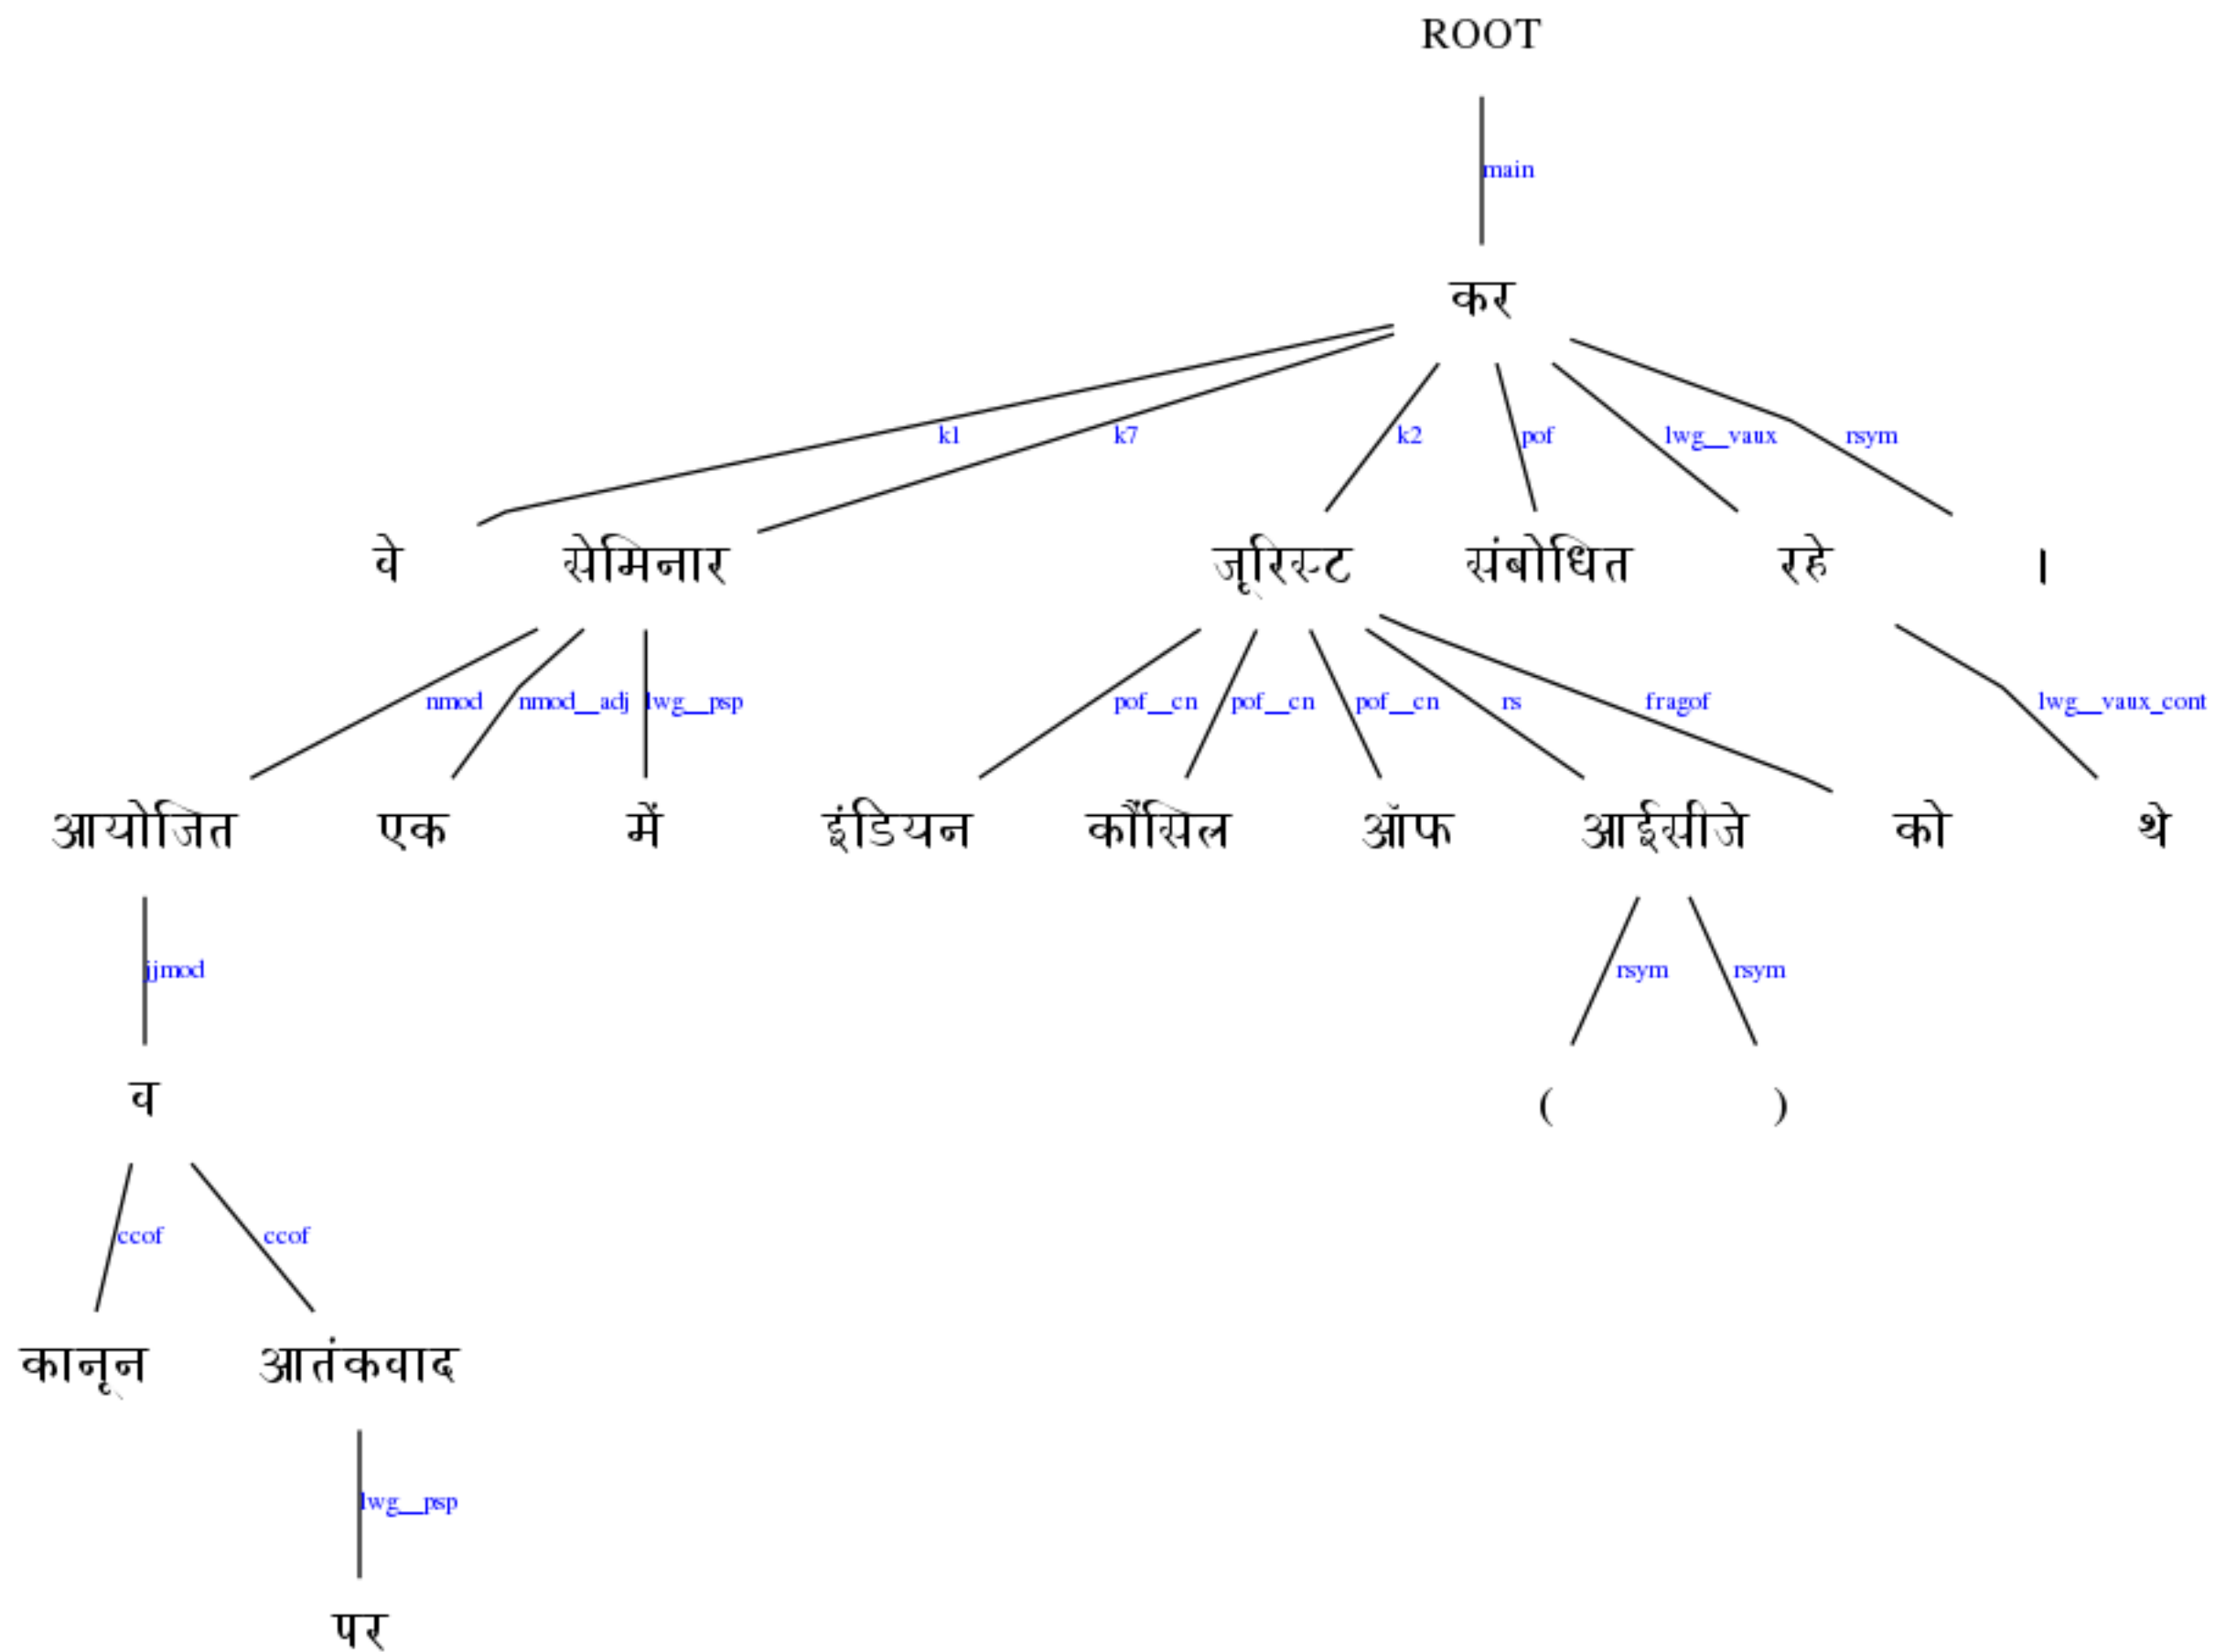 ROOT
main
कर
k1 k7 k2 pof lwg__vaux rsym
वे सेमिनार जूरिस्ट संबोधित रहे ।
nmod nmod__adj lwg__psp pof__cn pof__cn pof__cn rs fragof lwg__vaux_cont
आयोजित एक में इंडियन कौंसिल ऑफ आईसीजे को थे
jjmod rsym rsym
व ( )
ccof ccof
कानून आतंकवाद
lwg__psp
पर